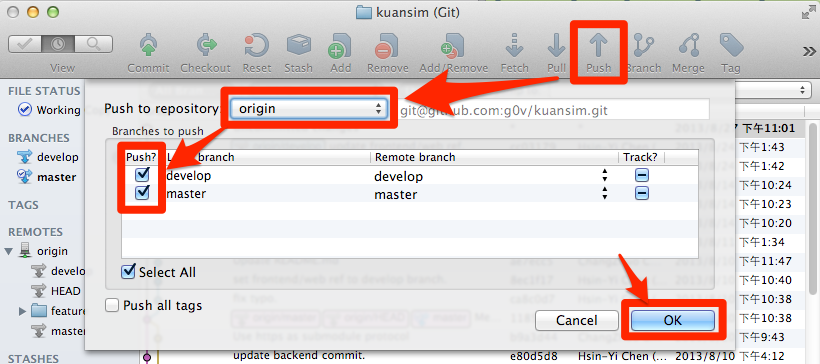 kuansim (Git)
View Commit Checkout Reset Stash Add Remove Add/Remove Fetch Pull Push Branch Merge Tag
FILE STATUS
Working
BRANCHES
develop
master
TAGS
REMOTES
origin
develo
HEAD
feature
master
STASHES
Push to repository: origin git@github.com:g0v/kuansim.git
Branches to push
Push? branch Remote branch Track?
develop develop
master master
Select All
Push all tags
Cancel OK
下午11:01
下午1:43
下午1:42
下午10:24
下午10:23
下午10:20
下午1:34
下午11:47
下午10:40
下午10:38
下午10:38
下午9:43
update backend commit. e80d5d8 Hsin-Yi Chen 2013/8/10 下午4:12